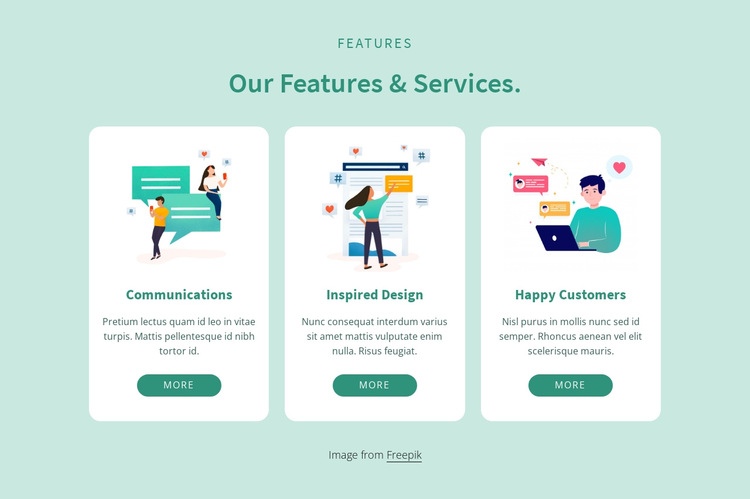 FEATURES
Our Features & Services.
Communications
Pretium lectus quam id leo in vitae
turpis. Mattis pellentesque id nibh
tortor id.
MORE
Inspired Design
Nunc consequat interdum varius
sit amet mattis vulputate enim
nulla. Risus feugiat.
MORE
Happy Customers
Nisl purus in mollis nunc sed id
semper. Rhoncus aenean vel elit
scelerisque mauris.
MORE
Image from Freepik